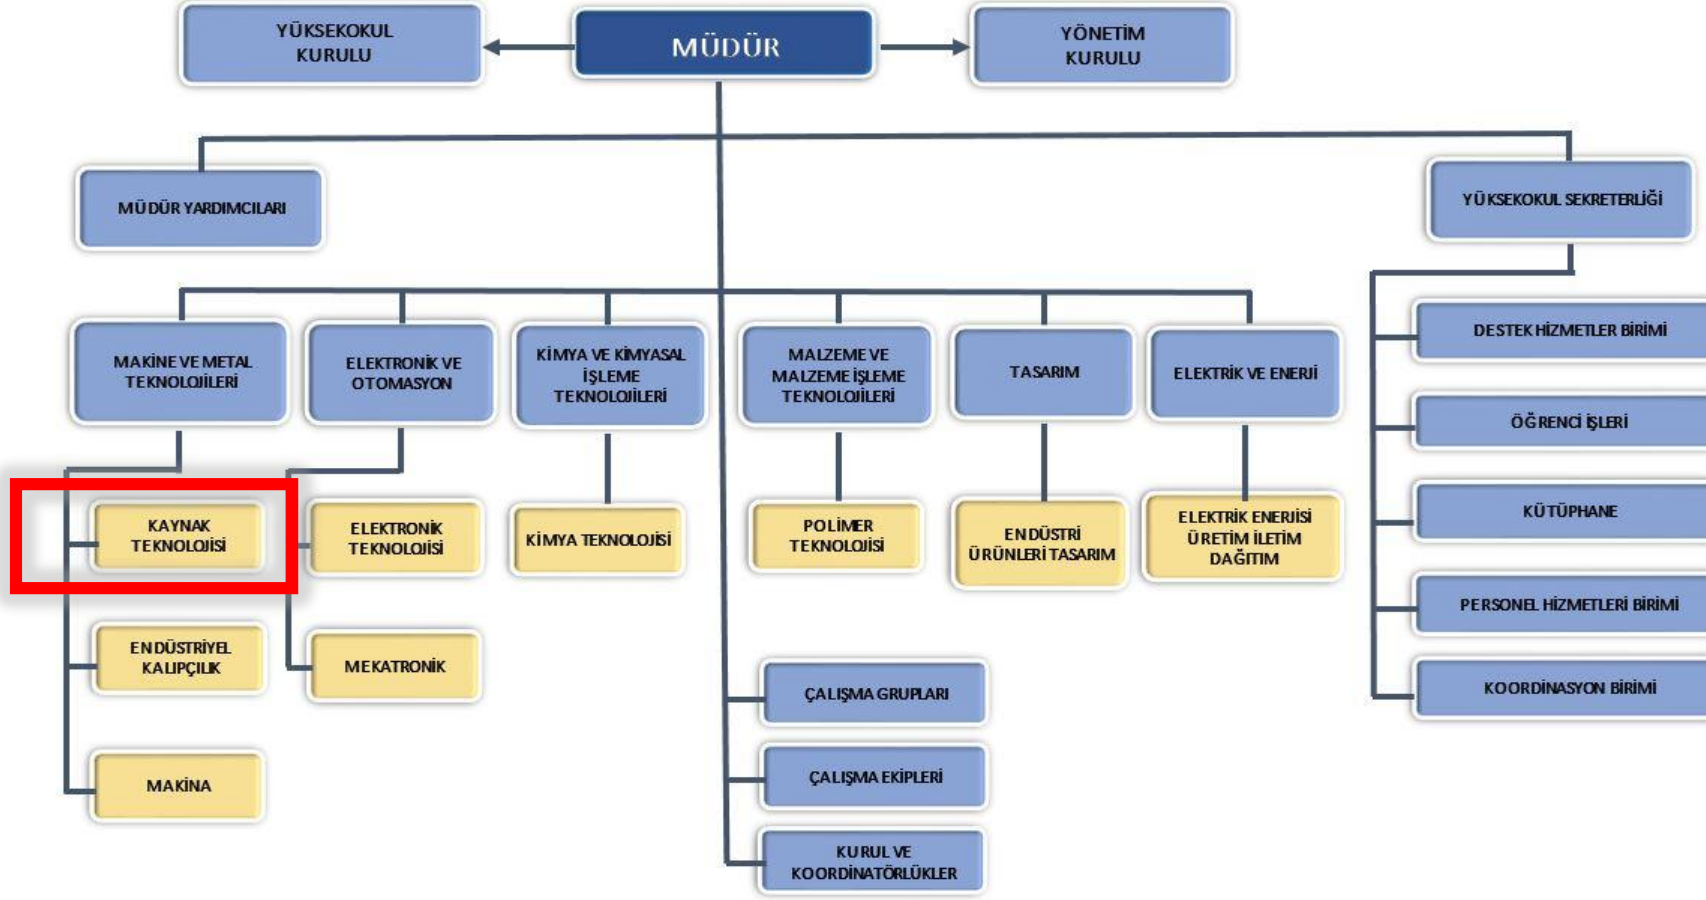 YÜKSEKOKUL
KURULU
MÜDÜR
YÖNETİM
KURULU
MÜDÜR YARDIMCILARI
YÜKSEKOKUL SEKRETERLİĞİ
MAKİNE VE METAL
TEKNOLOJİLERİ
ELEKTRONİK VE
OTOMASYON
KİMYA VE KİMYASAL
İŞLEME
TEKNOLOJİLERİ
MALZEME VE
MALZEME İŞLEME
TEKNOLOJİLERİ
TASARIM
ELEKTRİK VE ENERJİ
KAYNAK
TEKNOLOJİSİ
ELEKTRONİK
TEKNOLOJİSİ
KİMYA TEKNOLOJİSİ
POLİMER
TEKNOLOJİSİ
ENDÜSTRİ
ÜRÜNLERİ TASARIM
ELEKTRİK ENERJİSİ
ÜRETİM İLETİM
DAĞITIM
ENDÜSTRİYEL
KALIPÇILIK
MEKATRONİK
MAKİNA
ÇALIŞMA GRUPLARI
ÇALIŞMA EKİPLERİ
KURUL VE
KOORDİNATÖRLÜKLER
DESTEK HİZMETLER BİRİMİ
ÖĞRENCİ İŞLERİ
KÜTÜPHANE
PERSONEL HİZMETLERİ BİRİMİ
KOORDİNASYON BİRİMİ